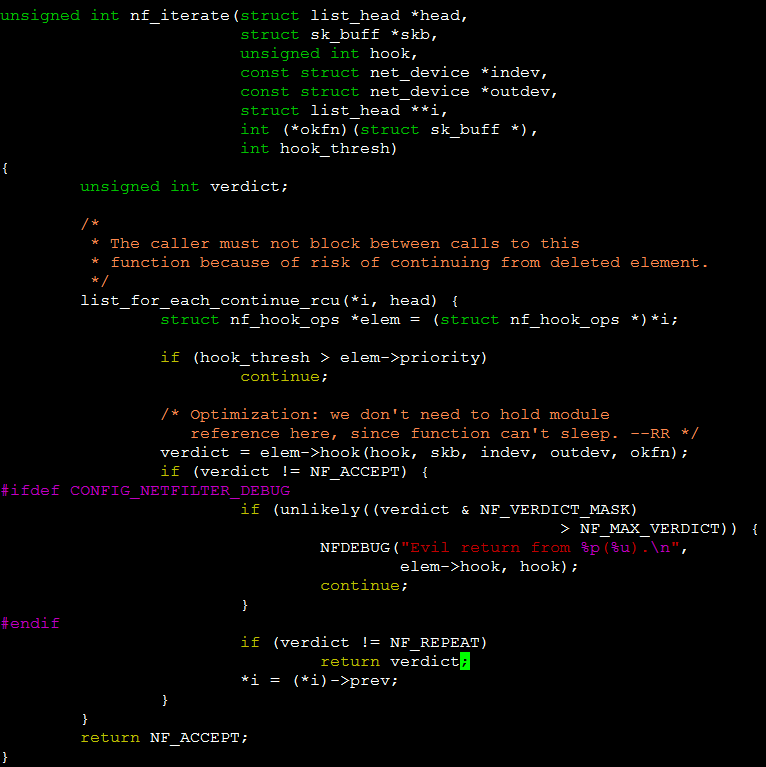 unsigned int nf_iterate(struct list_head *head,
                        struct sk_buff *skb,
                        unsigned int hook,
                        const struct net_device *indev,
                        const struct net_device *outdev,
                        struct list_head **i,
                        int (*okfn)(struct sk_buff *),
                        int hook_thresh)
{
        unsigned int verdict;

        /*
         * The caller must not block between calls to this
         * function because of risk of continuing from deleted element.
         */
        list_for_each_continue_rcu(*i, head) {
                struct nf_hook_ops *elem = (struct nf_hook_ops *)*i;

                if (hook_thresh > elem->priority)
                        continue;

                /* Optimization: we don't need to hold module
                   reference here, since function can't sleep. --RR */
                verdict = elem->hook(hook, skb, indev, outdev, okfn);
                if (verdict != NF_ACCEPT) {
#ifdef CONFIG_NETFILTER_DEBUG
                        if (unlikely((verdict & NF_VERDICT_MASK)
                                                        > NF_MAX_VERDICT)) {
                                NFDEBUG("Evil return from %p(%u).\n",
                                        elem->hook, hook);
                                continue;
                        }
#endif
                        if (verdict != NF_REPEAT)
                                return verdict;
                        *i = (*i)->prev;
                }
        }
        return NF_ACCEPT;
}